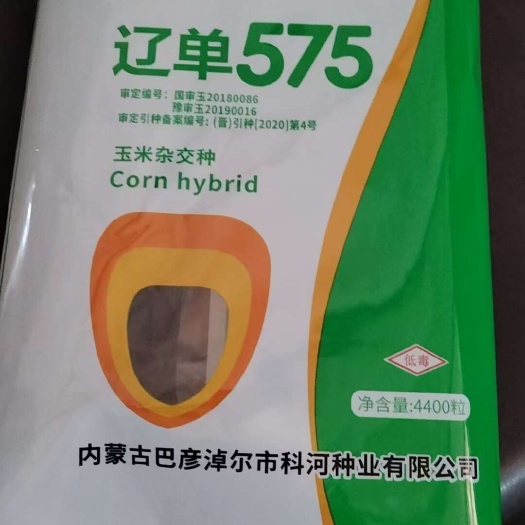 辽单575
审定编号：国审玉20180086
豫审玉20190016
审定引种备案编号：(晋)引种[2020]第4号
玉米杂交种
Corn hybrid
低毒
净含量:4400粒
内蒙古巴彦淖尔市科河种业有限公司